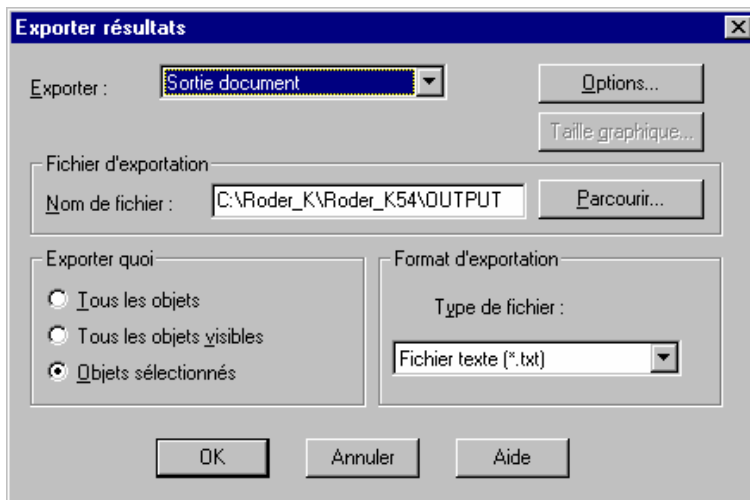 Exporter résultats
Exporter :
Sortie document
Options...
Taille graphique...
Fichier d'exportation
Nom de fichier :
C:\Roder_K\Roder_K54\OUTPUT
Parcourir...
Exporter quoi
Tous les objets
Tous les objets visibles
Objets sélectionnés
Format d'exportation
Type de fichier :
Fichier texte (*.txt)
OK
Annuler
Aide